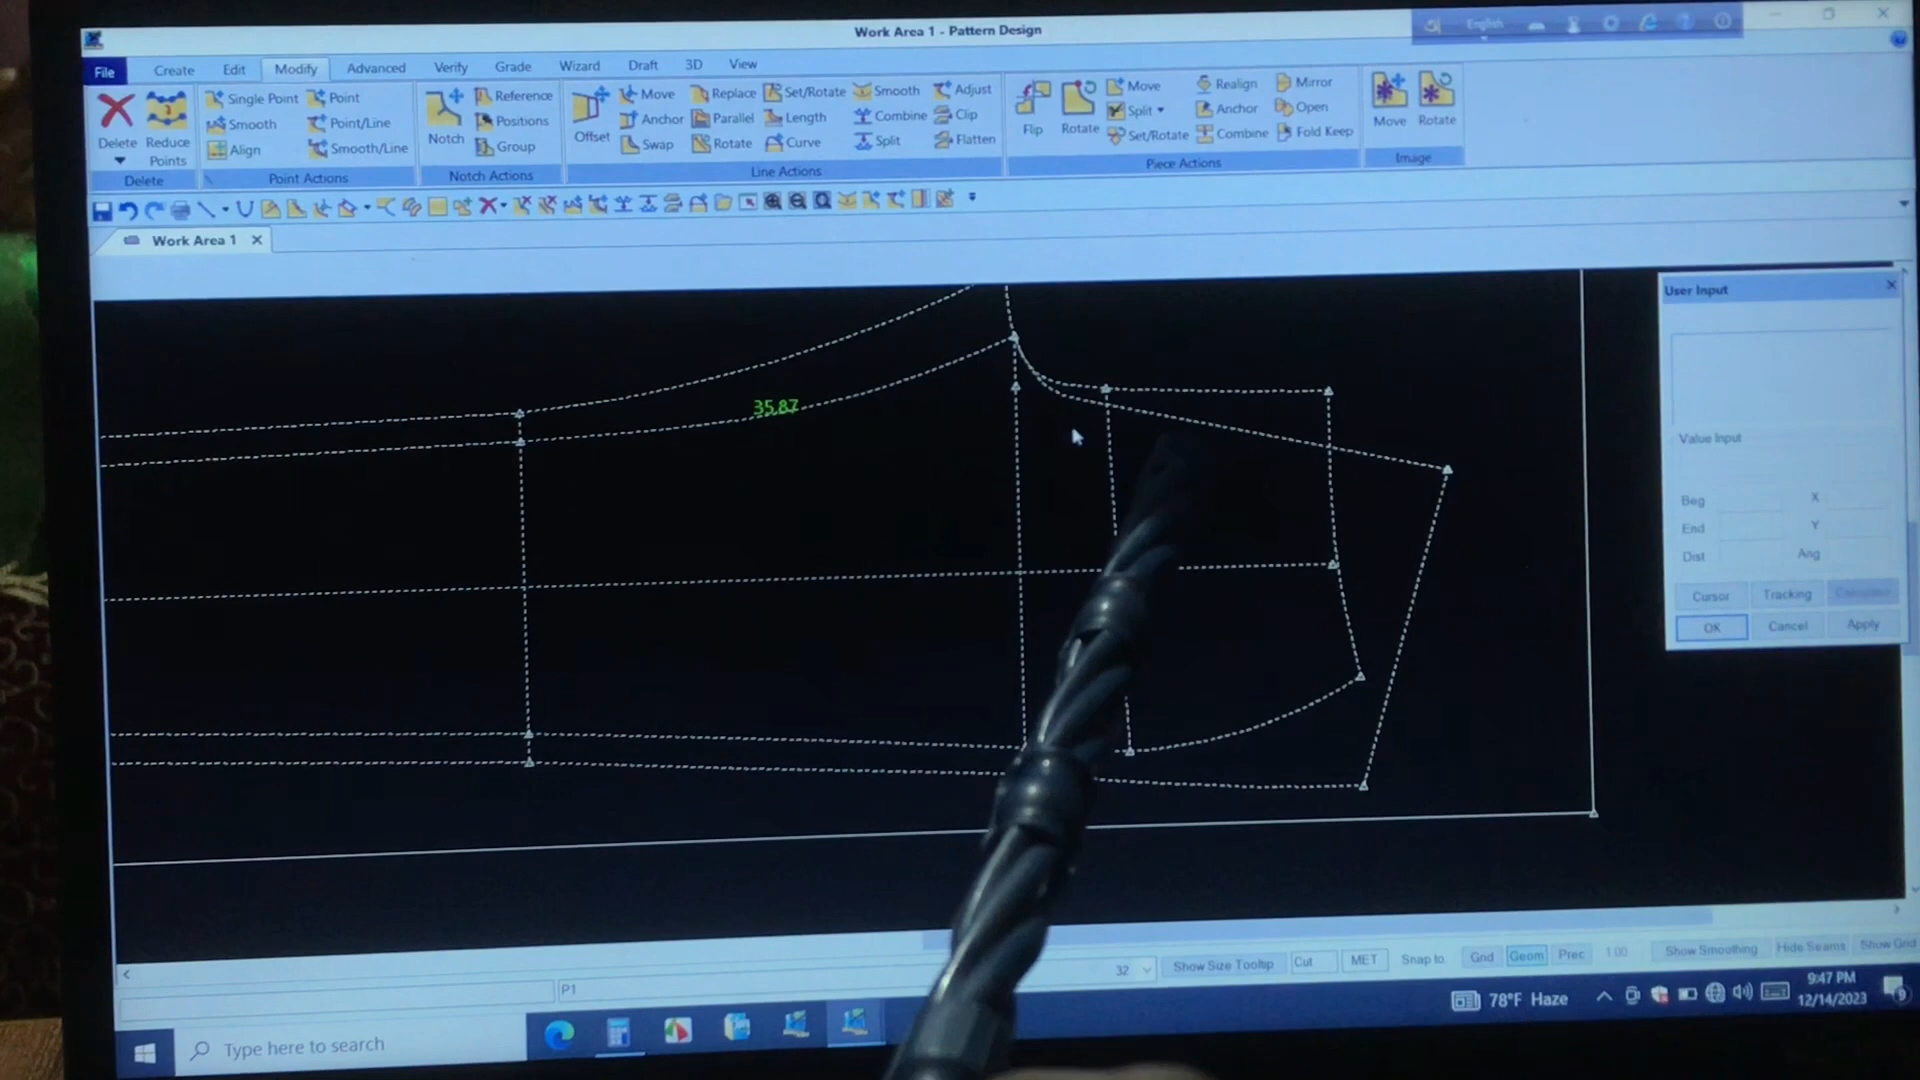 Work Area 1 - Pattern Design
English
File Create Edit Modify Advanced Verify Grade Wizard Draft 3D View
Delete
Reduce Points
Single Point
Point
Smooth
Point/Line
Align
Smooth/Line
Notch
Reference
Positions
Group
Offset
Move
Replace
Set/Rotate
Smooth
Adjust
Anchor
Parallel
Length
Combine
Clip
Swap
Rotate
Curve
Split
Flatten
Flip
Rotate
Move
Realign
Mirror
Split
Anchor
Open
Set/Rotate
Combine
Fold Keep
Move
Rotate
Delete
Point Actions
Notch Actions
Line Actions
Piece Actions
Image
Work Area 1
User Input
35.87
Value Input
Beg X
End Y
Dist Ang
Cursor Tracking
OK Cancel Apply
32 Show Size Tooltip Cut MET Snap to Grid Geom Prec 1.00 Show Smoothing Hide Seams Show Grid
P1
Type here to search
78°F Haze
9:47 PM
12/14/2023
9